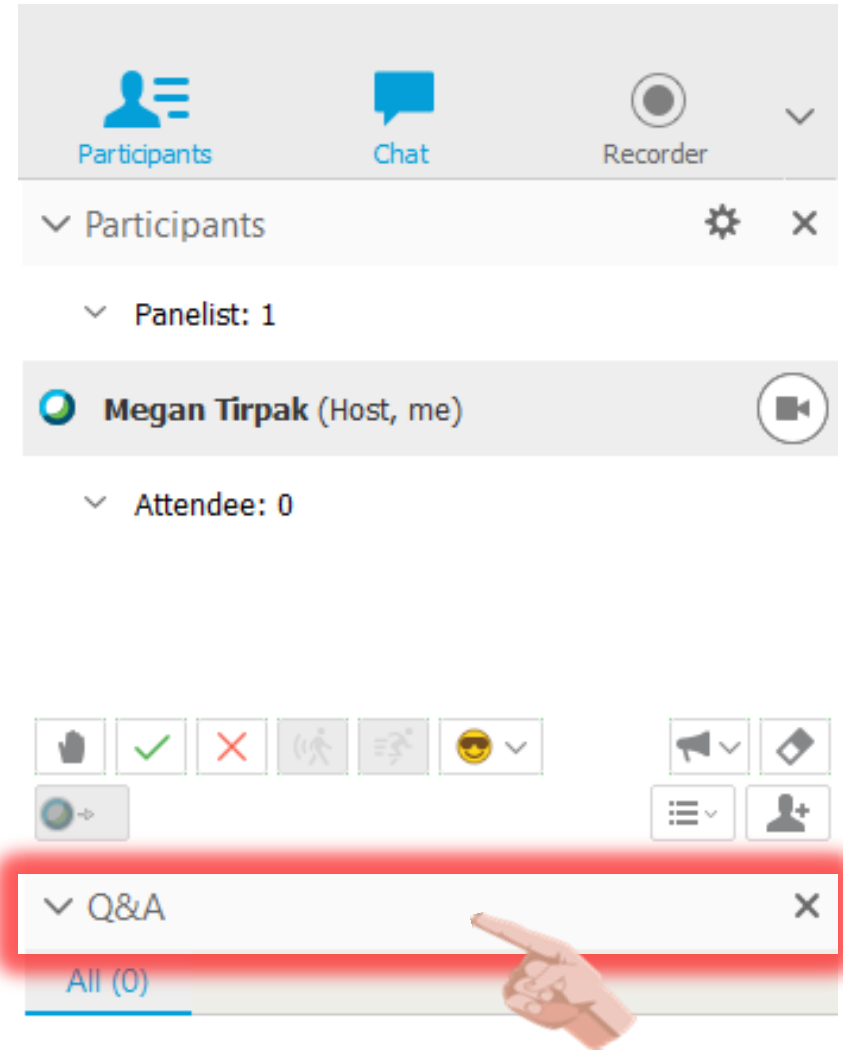 Participants Chat Recorder
Participants
Panelist: 1
Megan Tirpak (Host, me)
Attendee: 0
Q&A
All (0)